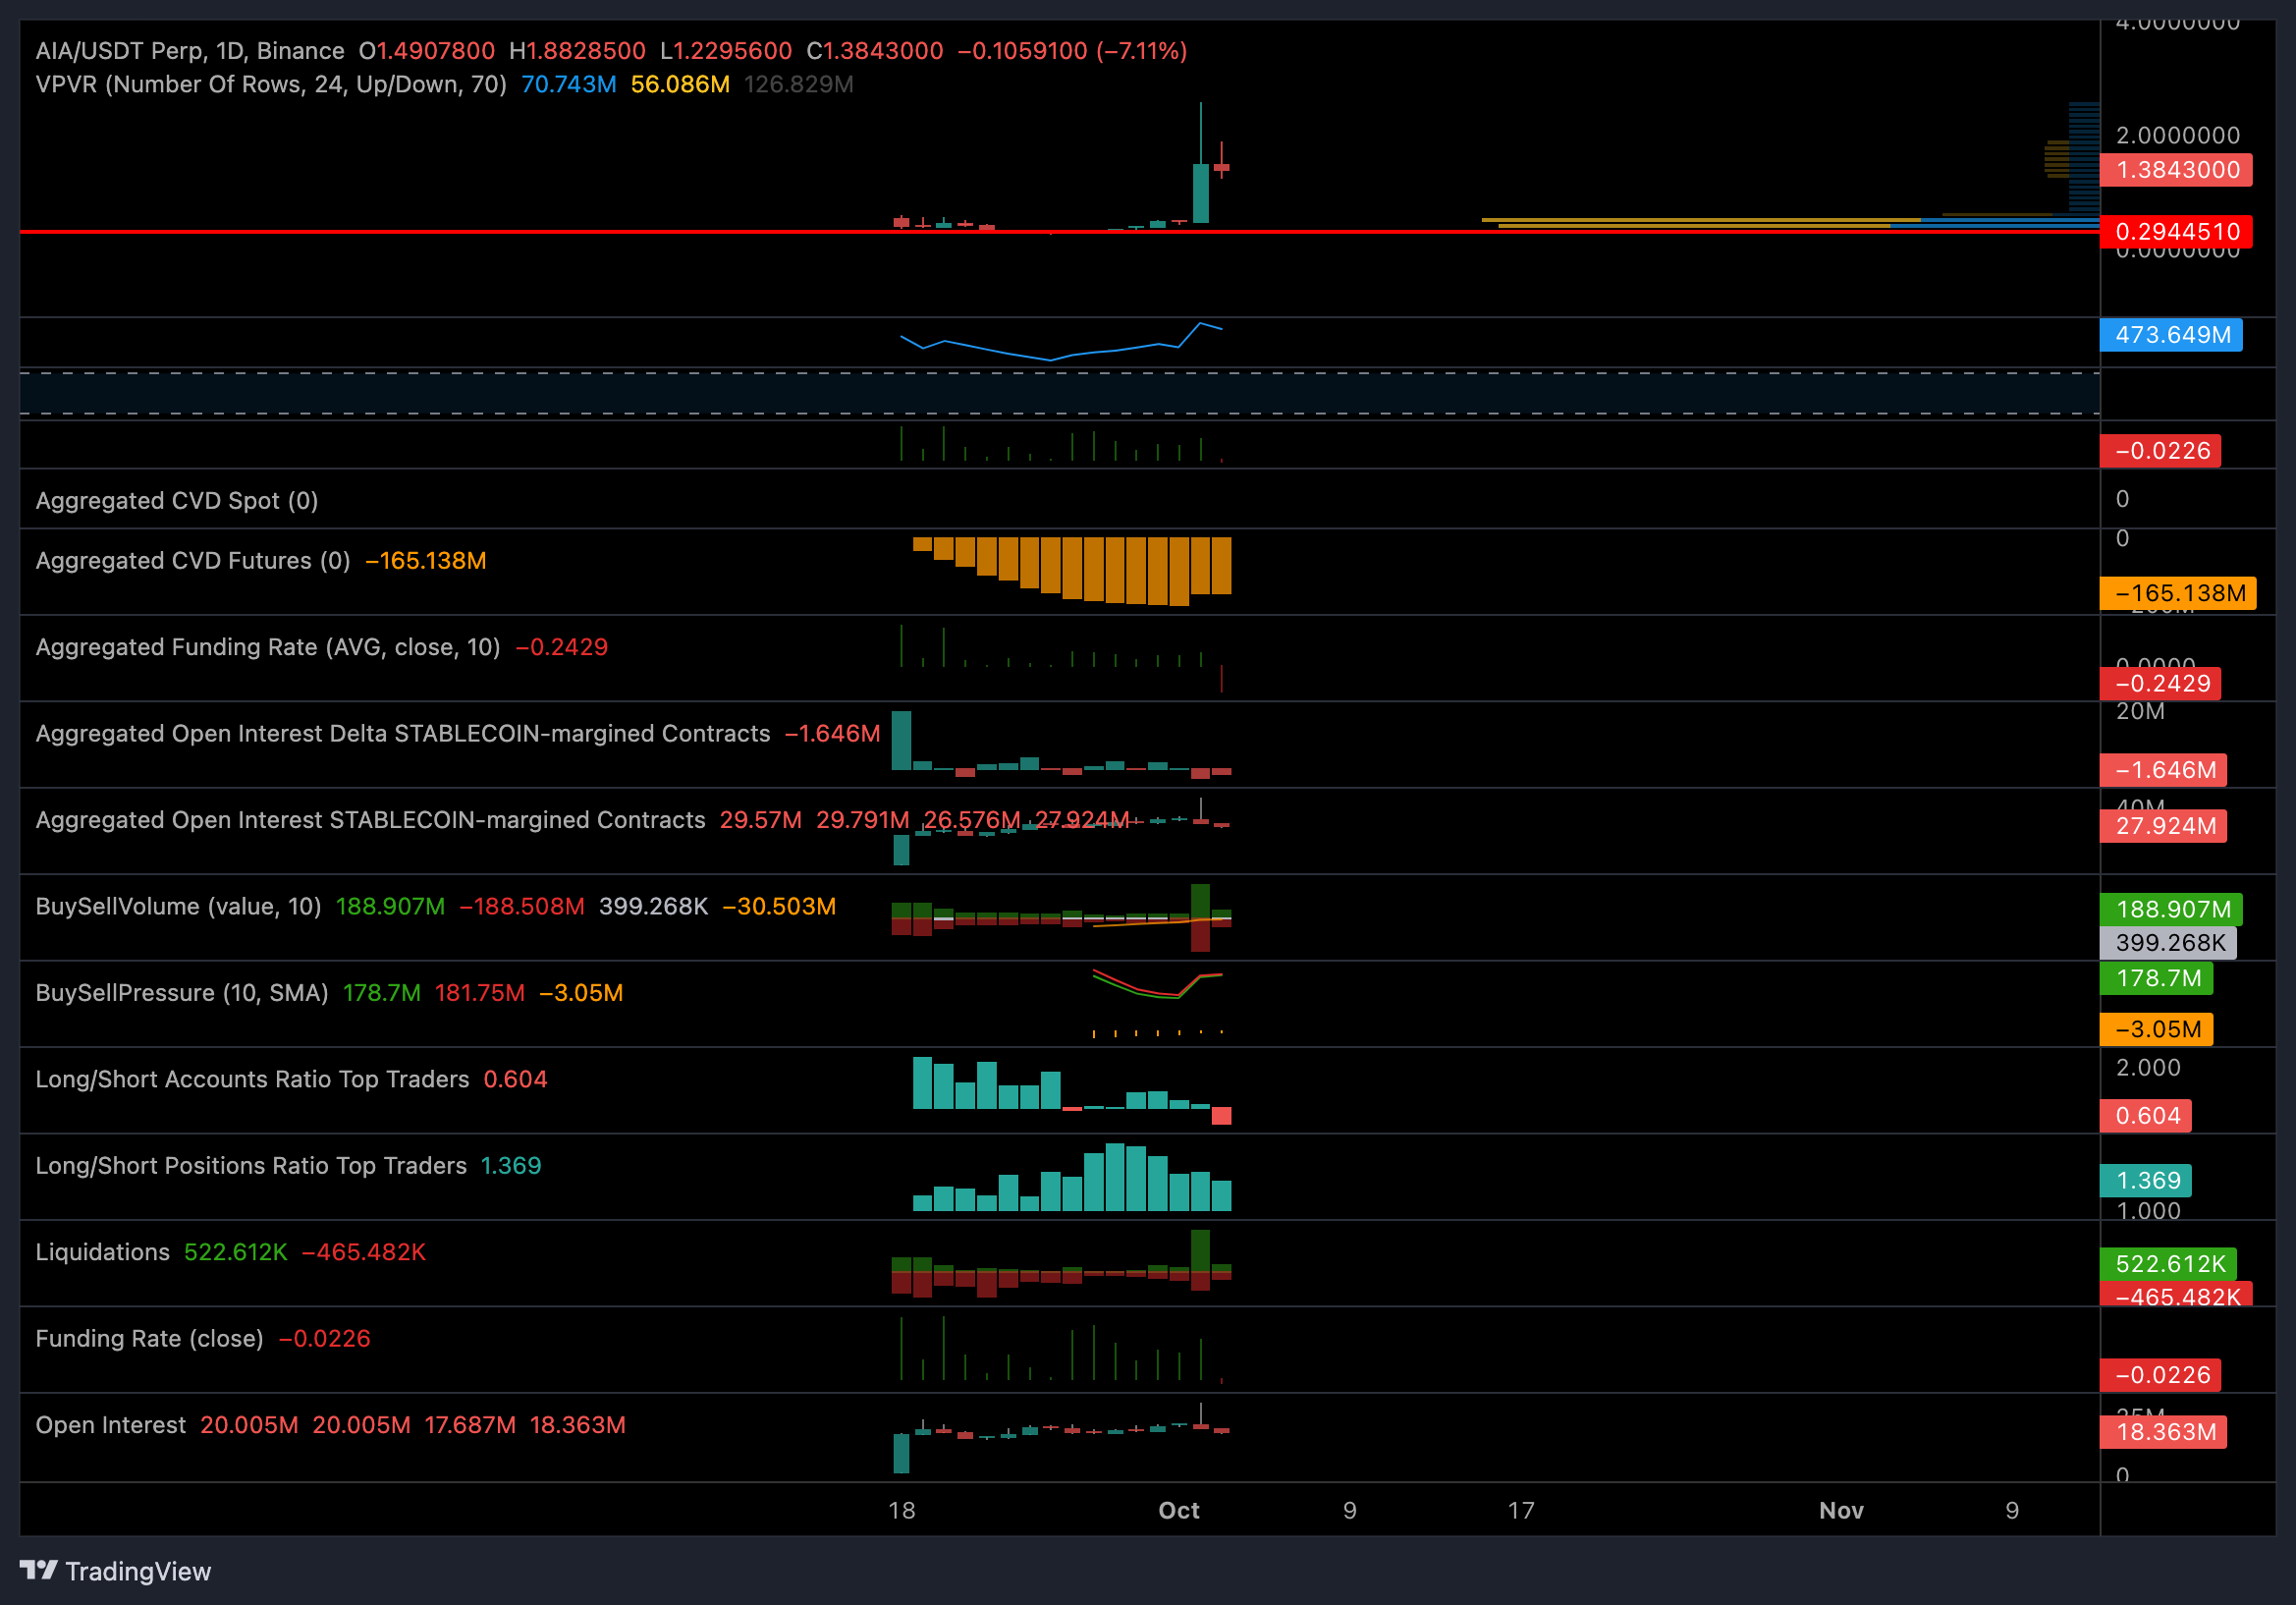 AIA/USDT Perp, 1D, Binance O1.4907800 H1.8828500 L1.2295600 C1.3843000 −0.1059100 (−7.11%)
VPVR (Number Of Rows, 24, Up/Down, 70) 70.743M 56.086M 126.829M
4.0000000
2.0000000
1.3843000
0.2944510
0.0000000
473.649M
−0.0226
Aggregated CVD Spot (0)
0
Aggregated CVD Futures (0) −165.138M
0
−165.138M
Aggregated Funding Rate (AVG, close, 10) −0.2429
0.0000
−0.2429
Aggregated Open Interest Delta STABLECOIN-margined Contracts −1.646M
20M
−1.646M
Aggregated Open Interest STABLECOIN-margined Contracts 29.57M 29.791M 26.576M 27.924M
40M
27.924M
BuySellVolume (value, 10) 188.907M −188.508M 399.268K −30.503M
188.907M
399.268K
BuySellPressure (10, SMA) 178.7M 181.75M −3.05M
178.7M
−3.05M
Long/Short Accounts Ratio Top Traders 0.604
2.000
0.604
Long/Short Positions Ratio Top Traders 1.369
1.369
1.000
Liquidations 522.612K −465.482K
522.612K
−465.482K
Funding Rate (close) −0.0226
−0.0226
Open Interest 20.005M 20.005M 17.687M 18.363M
25M
18.363M
0
18 Oct 9 17 Nov 9
TradingView